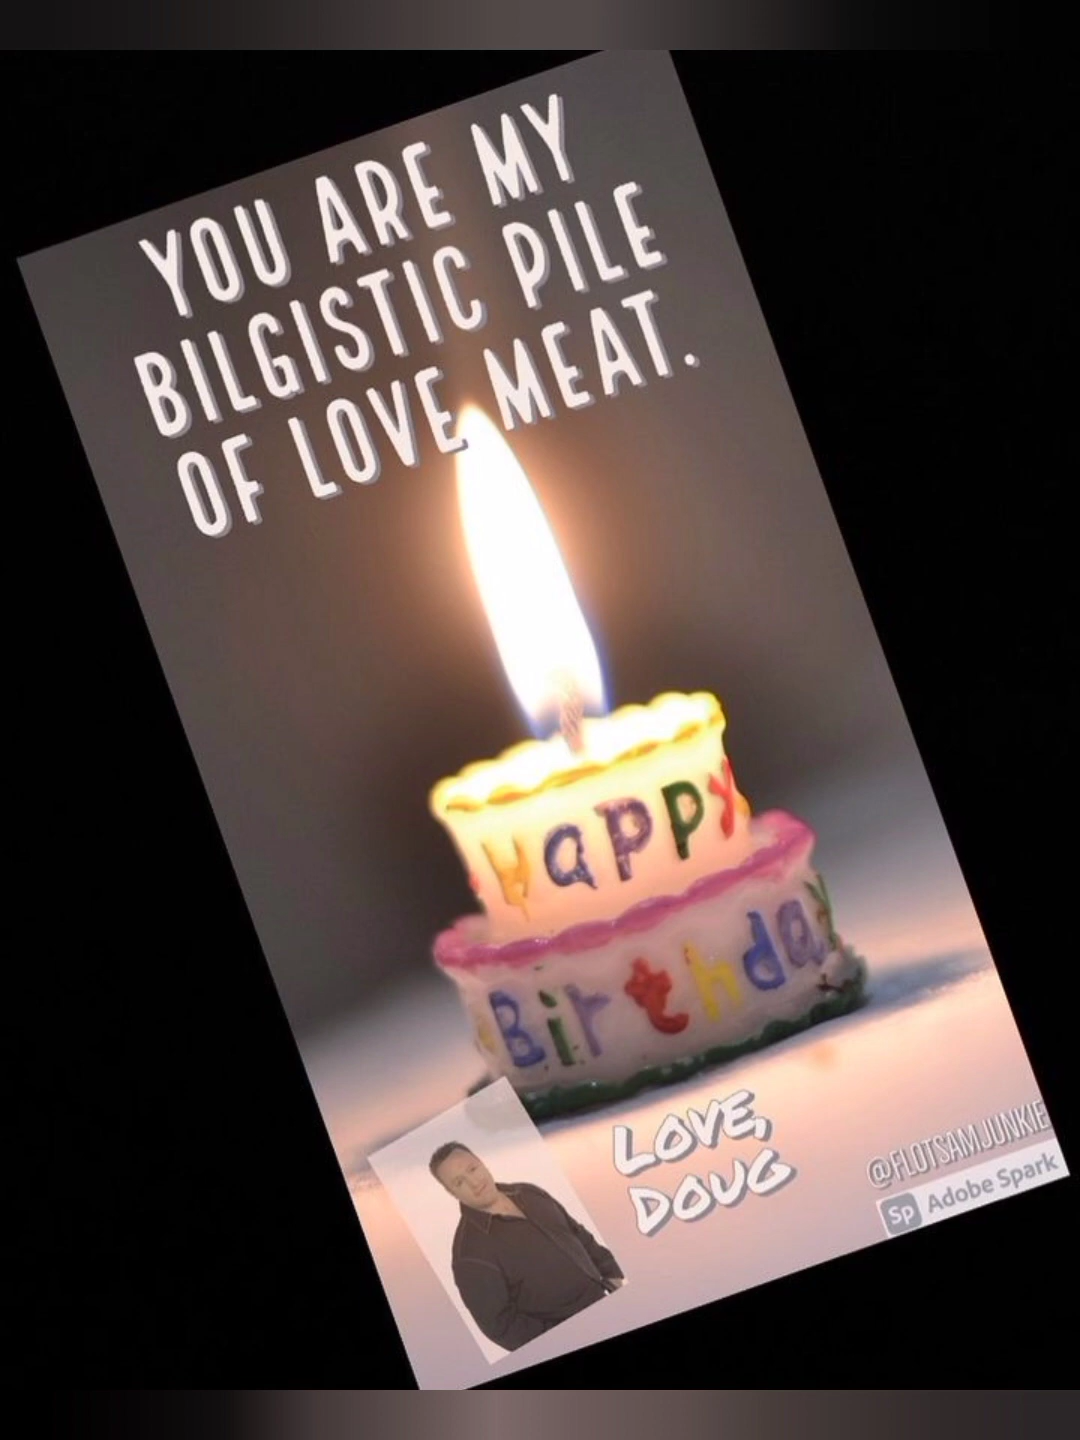 YOU ARE MY
BILGISTIC PILE
OF LOVE MEAT.
Happy
Birthday
LOVE,
DOUG
@FLOTSAMJUNKIE
Sp Adobe Spark